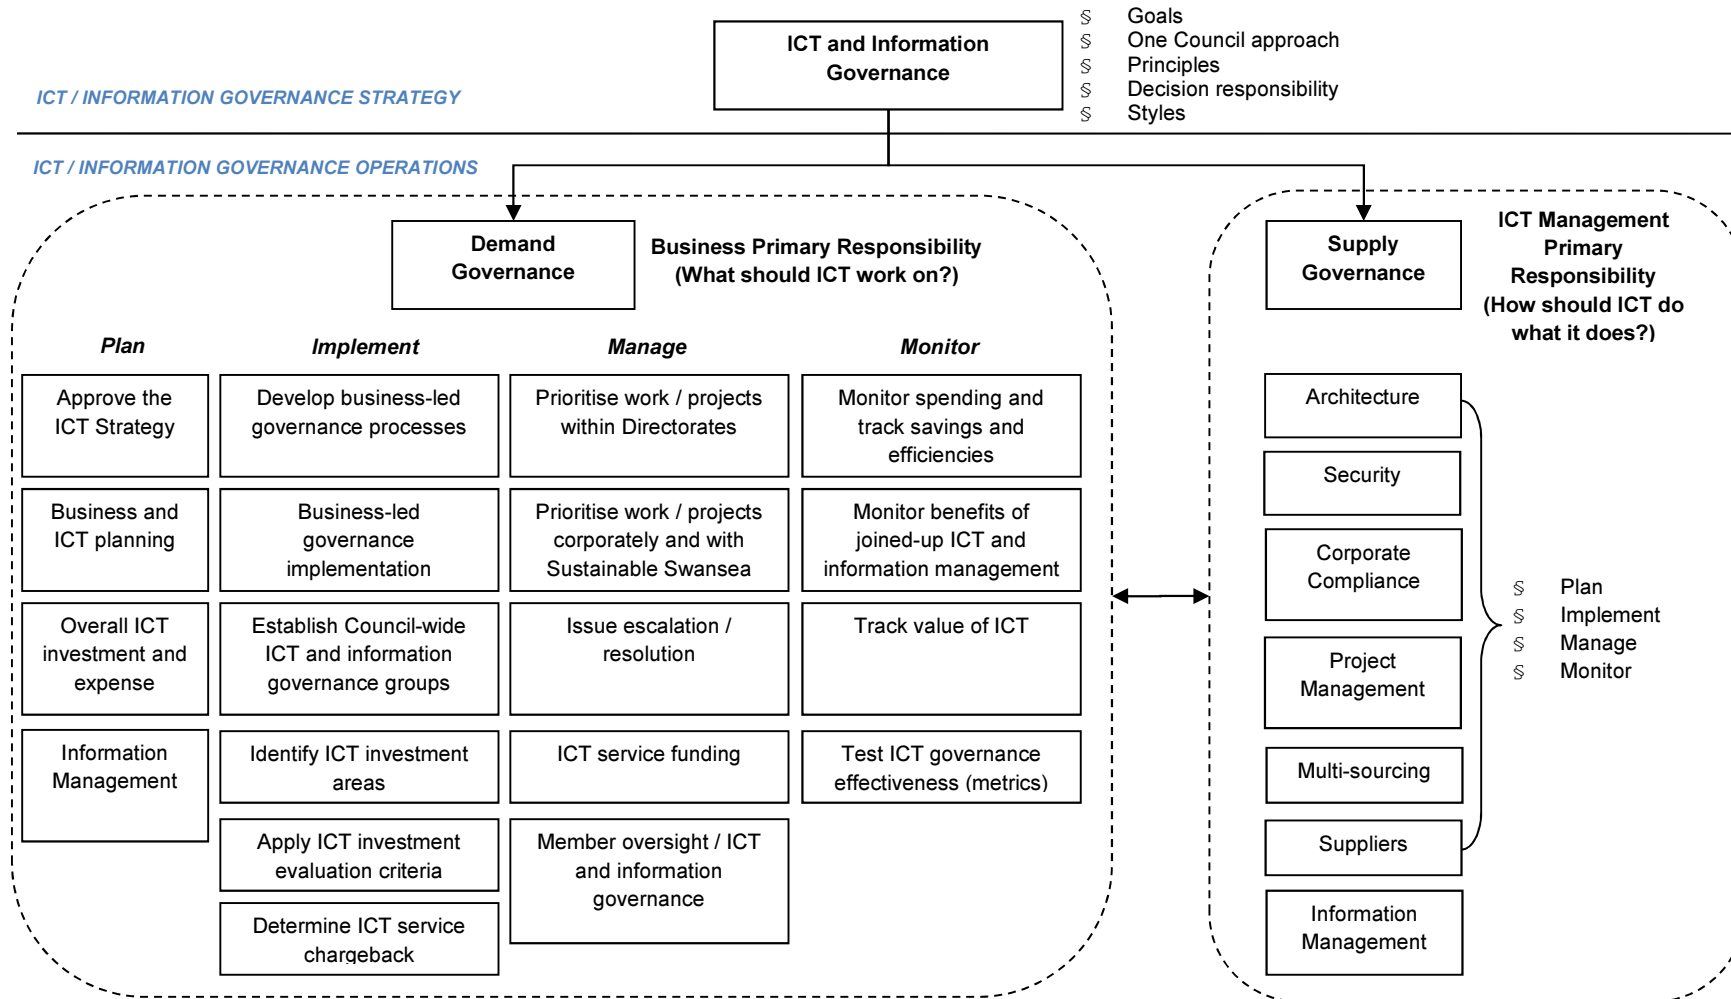 ICT and Information
Governance
§ Goals
§ One Council approach
§ Principles
§ Decision responsibility
§ Styles
ICT / INFORMATION GOVERNANCE STRATEGY
ICT / INFORMATION GOVERNANCE OPERATIONS
Demand
Governance
Business Primary Responsibility
(What should ICT work on?)
Plan
Approve the
ICT Strategy
Business and
ICT planning
Overall ICT
investment and
expense
Information
Management
Implement
Develop business-led
governance processes
Business-led
governance
implementation
Establish Council-wide
ICT and information
governance groups
Identify ICT investment
areas
Apply ICT investment
evaluation criteria
Determine ICT service
chargeback
Manage
Prioritise work / projects
within Directorates
Prioritise work / projects
corporately and with
Sustainable Swansea
Issue escalation /
resolution
ICT service funding
Member oversight / ICT
and information
governance
Monitor
Monitor spending and
track savings and
efficiencies
Monitor benefits of
joined-up ICT and
information management
Track value of ICT
Test ICT governance
effectiveness (metrics)
Supply
Governance
ICT Management
Primary
Responsibility
(How should ICT do
what it does?)
Architecture
Security
Corporate
Compliance
Project
Management
Multi-sourcing
Suppliers
Information
Management
§ Plan
§ Implement
§ Manage
§ Monitor